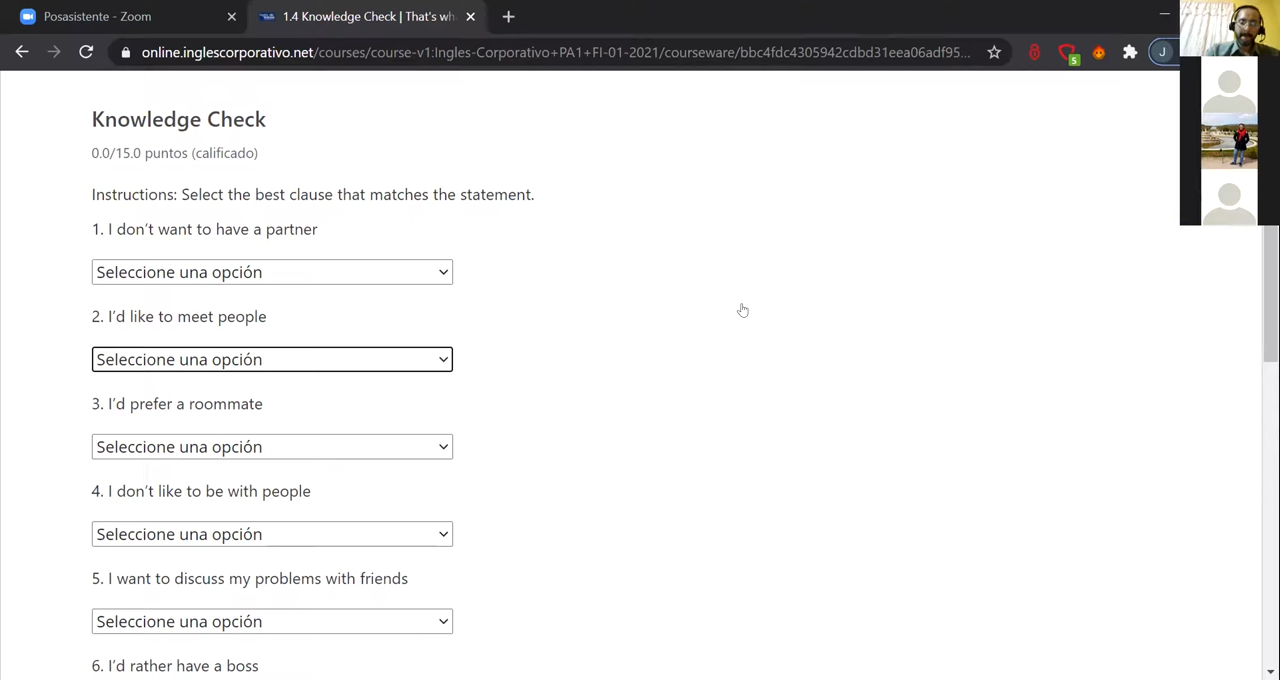 Posasistente - Zoom
1.4 Knowledge Check | That's wh
online.inglescorporativo.net/courses/course-v1:Ingles-Corporativo+PA1+FI-01-2021/courseware/bbc4fdc4305942cdbd31eea06adf95...
5
J
Knowledge Check
0.0/15.0 puntos (calificado)
Instructions: Select the best clause that matches the statement.
1. I don’t want to have a partner
Seleccione una opción
2. I’d like to meet people
Seleccione una opción
3. I’d prefer a roommate
Seleccione una opción
4. I don’t like to be with people
Seleccione una opción
5. I want to discuss my problems with friends
Seleccione una opción
6. I’d rather have a boss